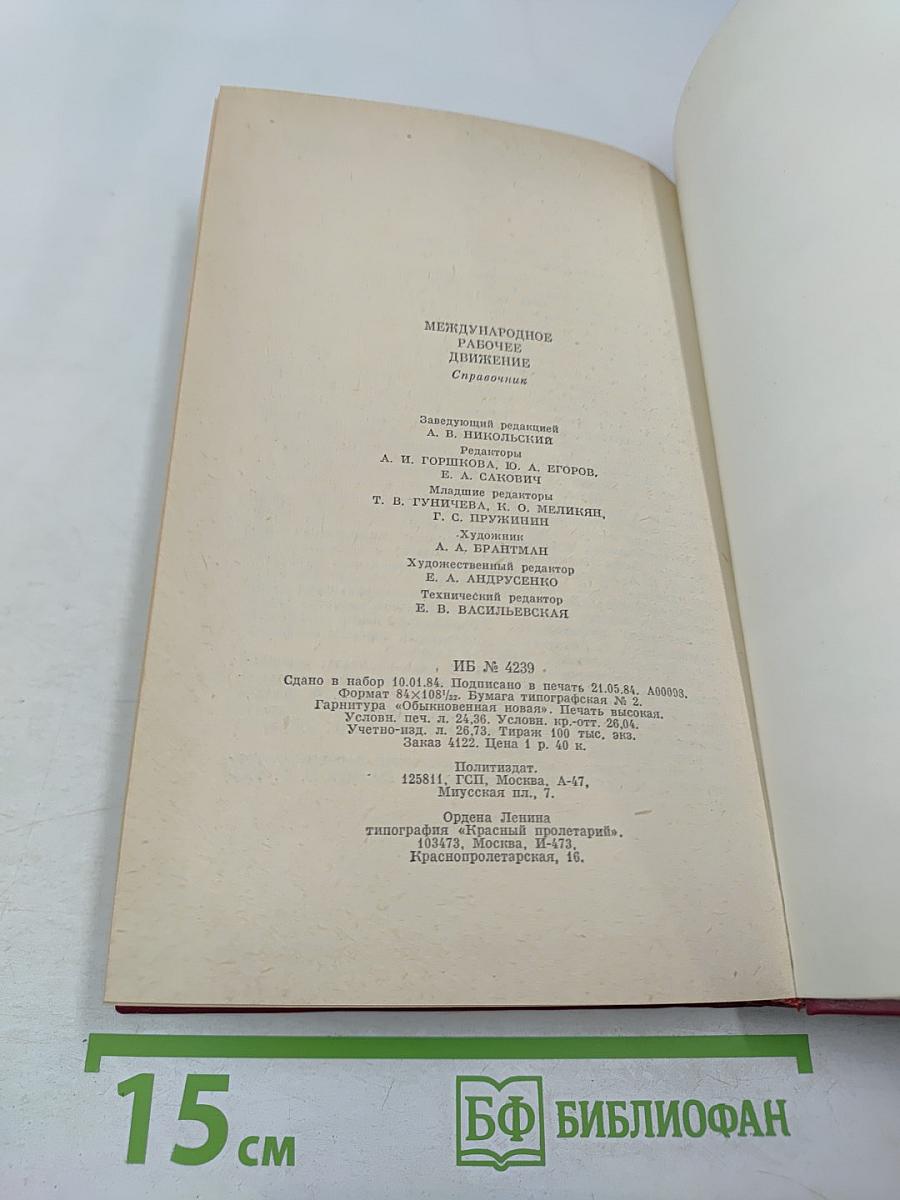 МЕЖДУНАРОДНОЕ
РАБОЧЕЕ
ДВИЖЕНИЕ
Справочник
Заведующий редакцией
А. В. НИКОЛЬСКИЙ
Редакторы
А. И. ГОРШКОВА, Ю. А. ЕГОРОВ,
Е. А. САКОВИЧ
Младшие редакторы
Т. В. ГУНИЧЕВА, К. О. МЕЛИКЯН,
Г. С. ПРУЖИНИН
Художник
А. А. БРАНТМАН
Художественный редактор
Е. А. АНДРУСЕНКО
Технический редактор
Е. В. ВАСИЛЬЕВСКАЯ
ИБ № 4239
Сдано в набор 10.01.84. Подписано в печать 21.05.84. А00098.
Формат 84×108¹/₃₂. Бумага типографская № 2.
Гарнитура «Обыкновенная новая». Печать высокая.
Условн. печ. л. 24,36. Условн. кр.-отт. 26,04.
Учетно-изд. л. 26,73. Тираж 100 тыс. экз.
Заказ 4122. Цена 1 р. 40 к.
Политиздат.
125811, ГСП, Москва, А-47,
Миусская пл., 7.
Ордена Ленина
типография «Красный пролетарий».
103473, Москва, И-473,
Краснопролетарская, 16.
15 см
БФ БИБЛИОФАН